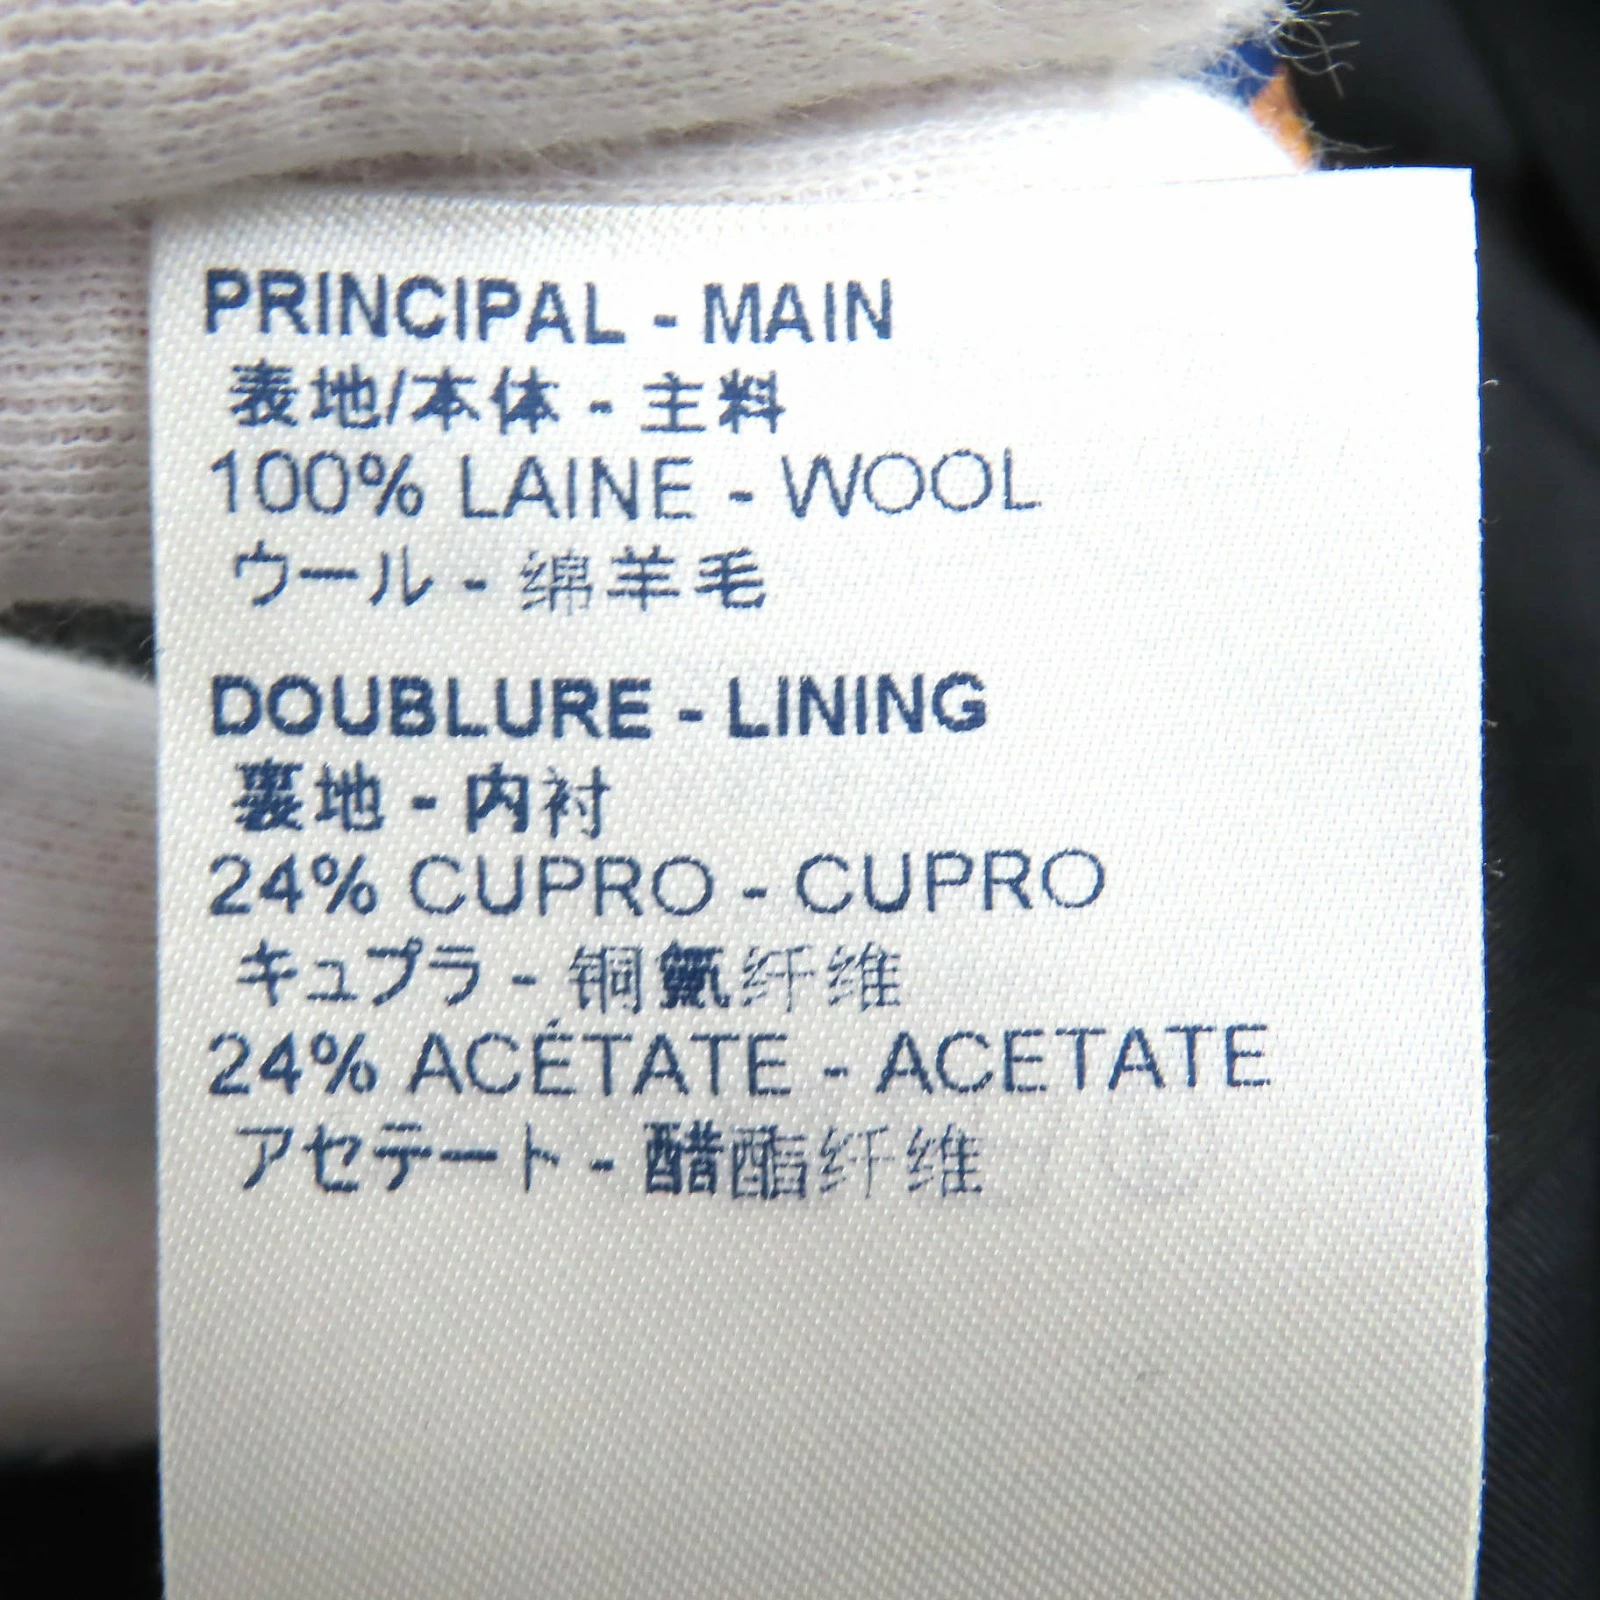 PRINCIPAL - MAIN
表地/本体 - 主料
100% LAINE - WOOL
ウール - 绵羊毛
DOUBLURE - LINING
裏地 - 内衬
24% CUPRO - CUPRO
キュプラ - 铜氨纤维
24% ACÉTATE - ACETATE
アセテート - 醋酯纤维